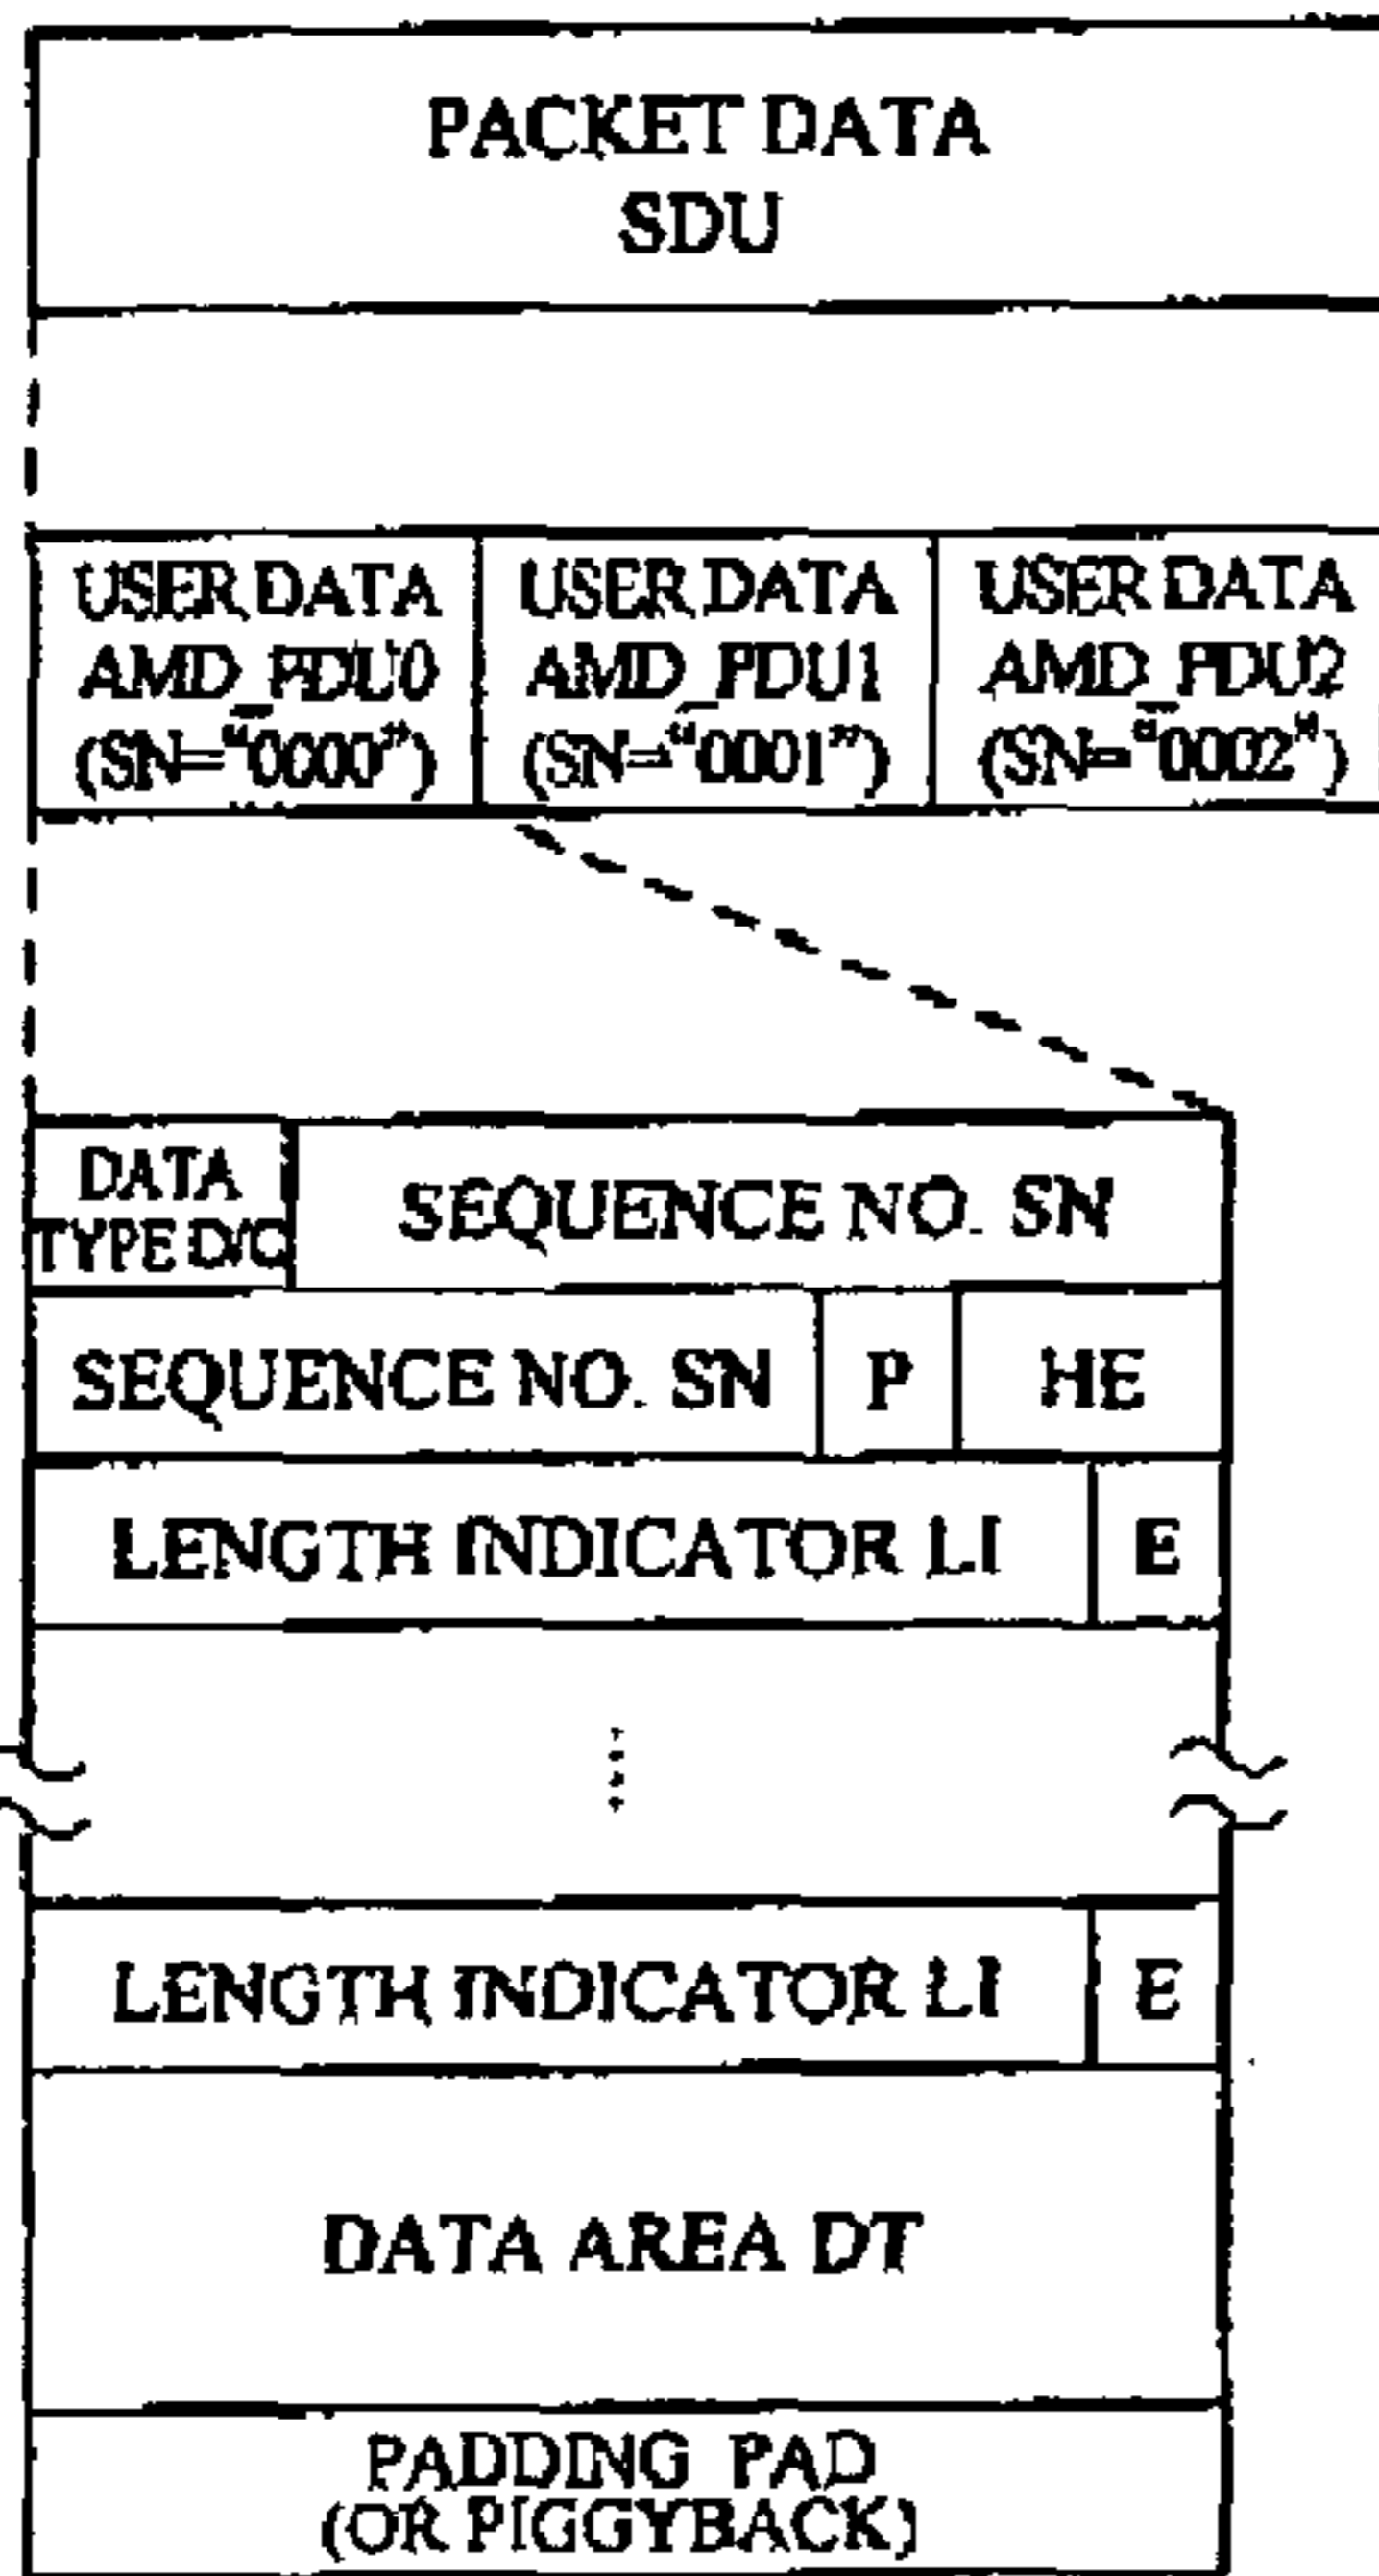 PACKET DATA
SDU
USER DATA
AMD_PDU0
(SN="0000")
USER DATA
AMD_PDU1
(SN="0001")
USER DATA
AMD_PDU2
(SN="0002")
DATA
TYPE D/C
SEQUENCE NO. SN
SEQUENCE NO. SN
P
HE
LENGTH INDICATOR LI
E
LENGTH INDICATOR LI
E
DATA AREA DT
PADDING PAD
(OR PIGGYBACK)